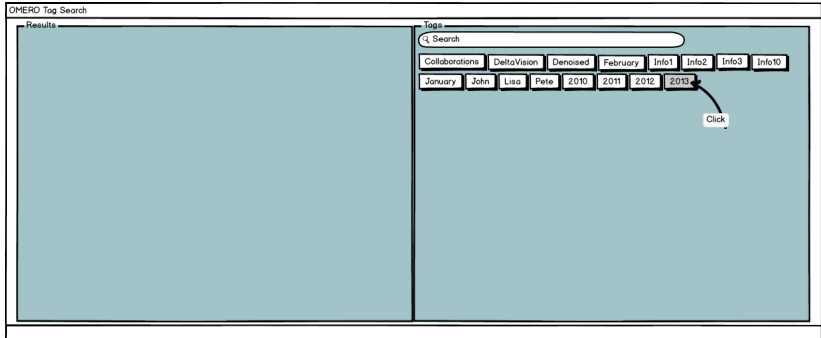 OMERO Tag Search
Results
Tags
Search
Collaborations DeltaVision Denoised February Info1 Info2 Info3 Info10
January John Lisa Pete 2010 2011 2012 2013
Click